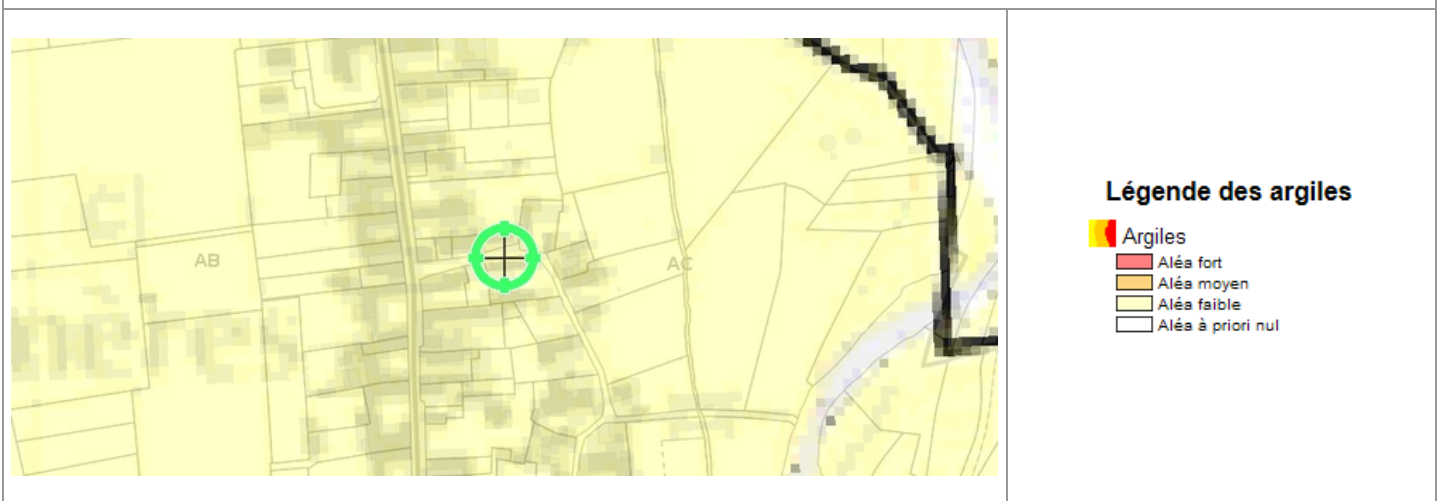 AB
AC
Légende des argiles
Argiles
Aléa fort
Aléa moyen
Aléa faible
Aléa à priori nul